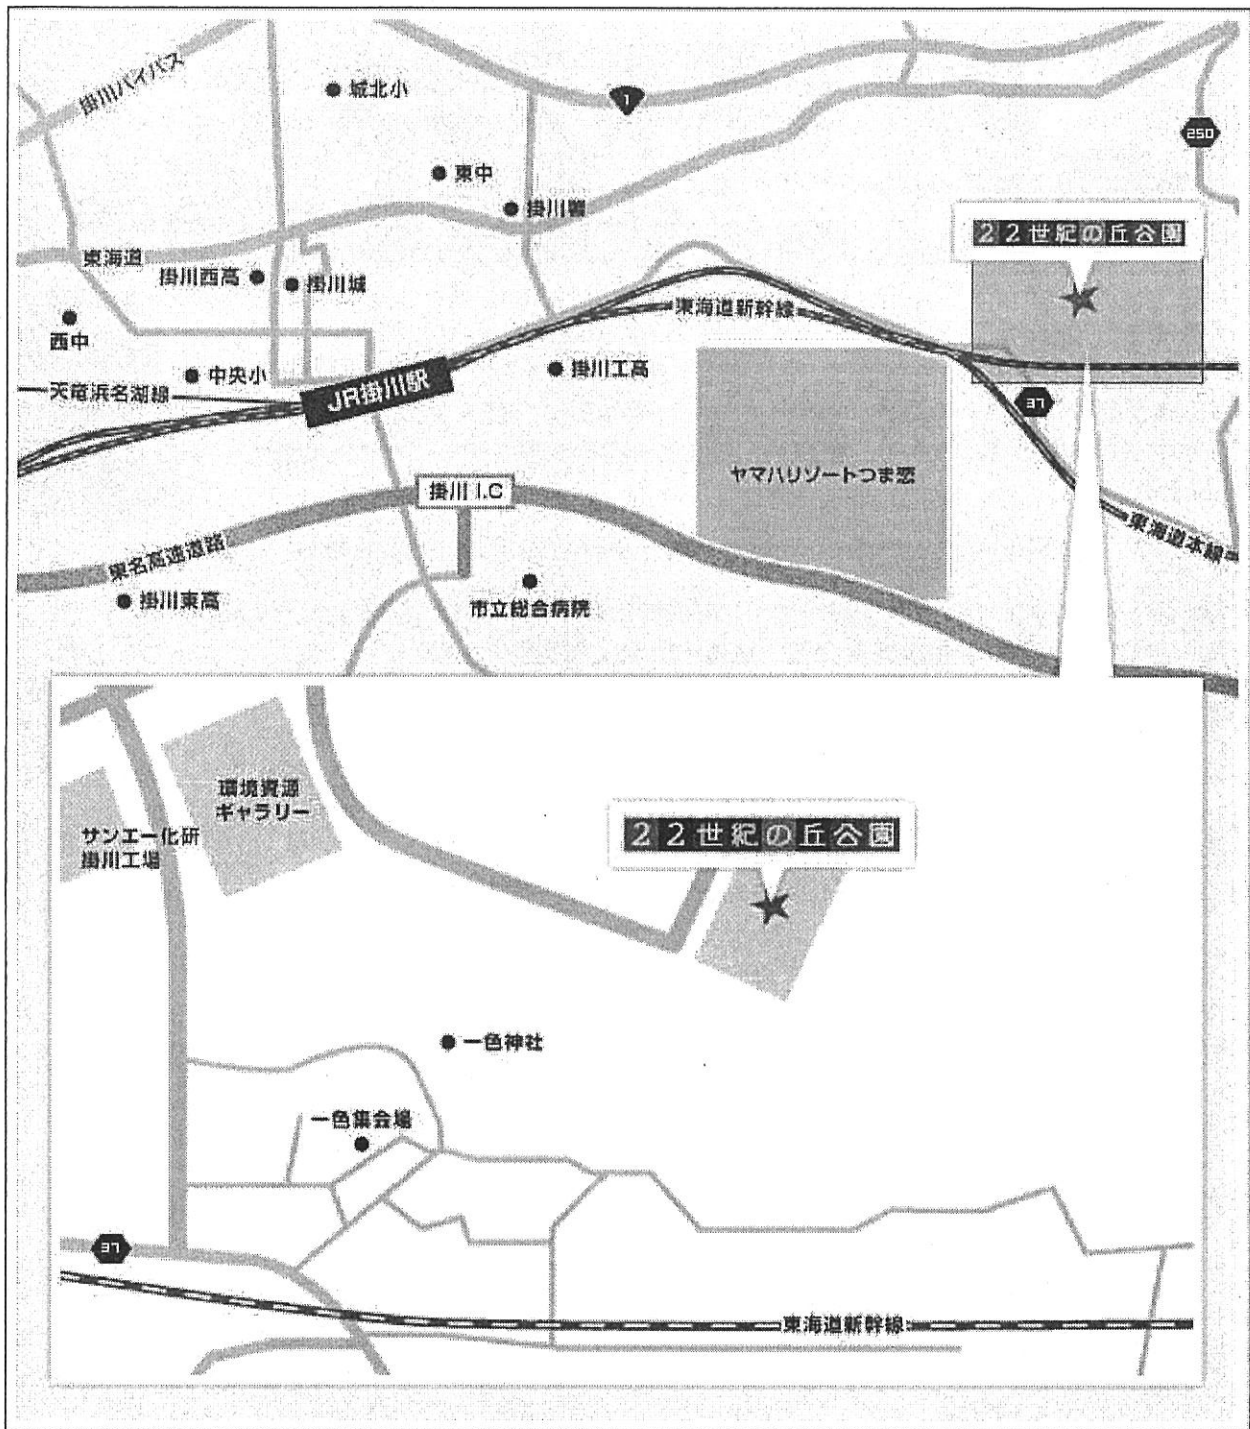 掛川バイパス
城北小
1
250
東中
掛川署
22世紀の丘公園
東海道
掛川西高
掛川城
東海道新幹線
西中
中央小
掛川工高
天竜浜名湖線
JR掛川駅
37
ヤマハリゾートつま恋
掛川 I.C
東名高速道路
東海道本線
掛川東高
市立総合病院
環境資源
ギャラリー
サンエー化研
掛川工場
22世紀の丘公園
一色神社
一色集会場
37
東海道新幹線